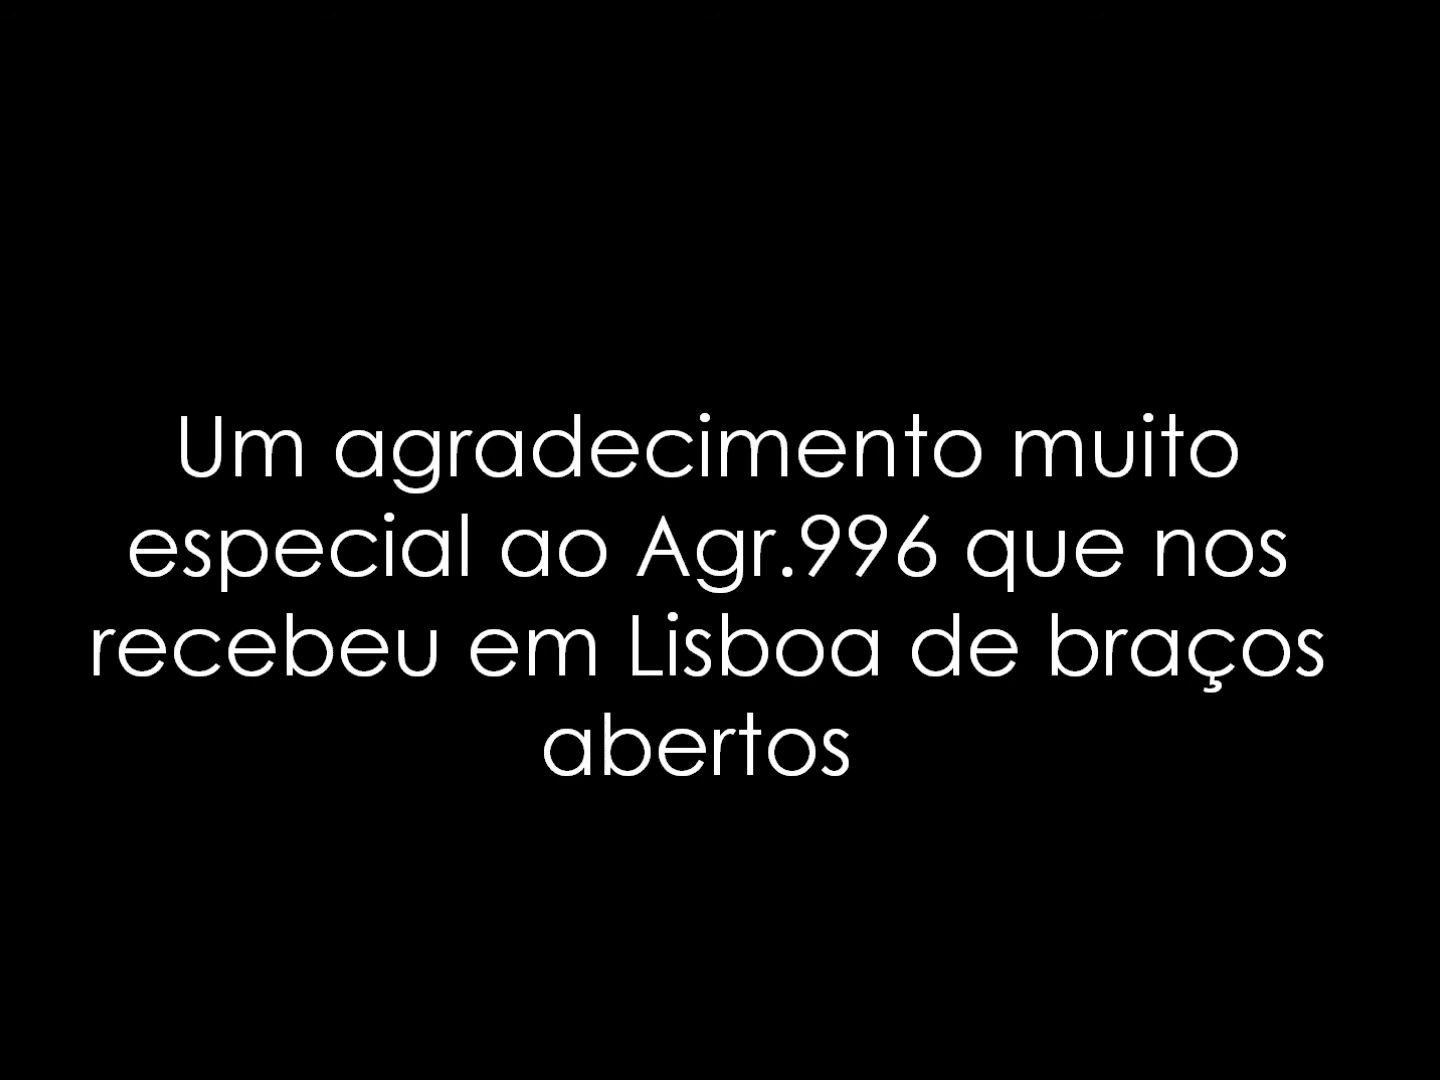 Um agradecimento muito
especial ao Agr.996 que nos
recebeu em Lisboa de braços
abertos